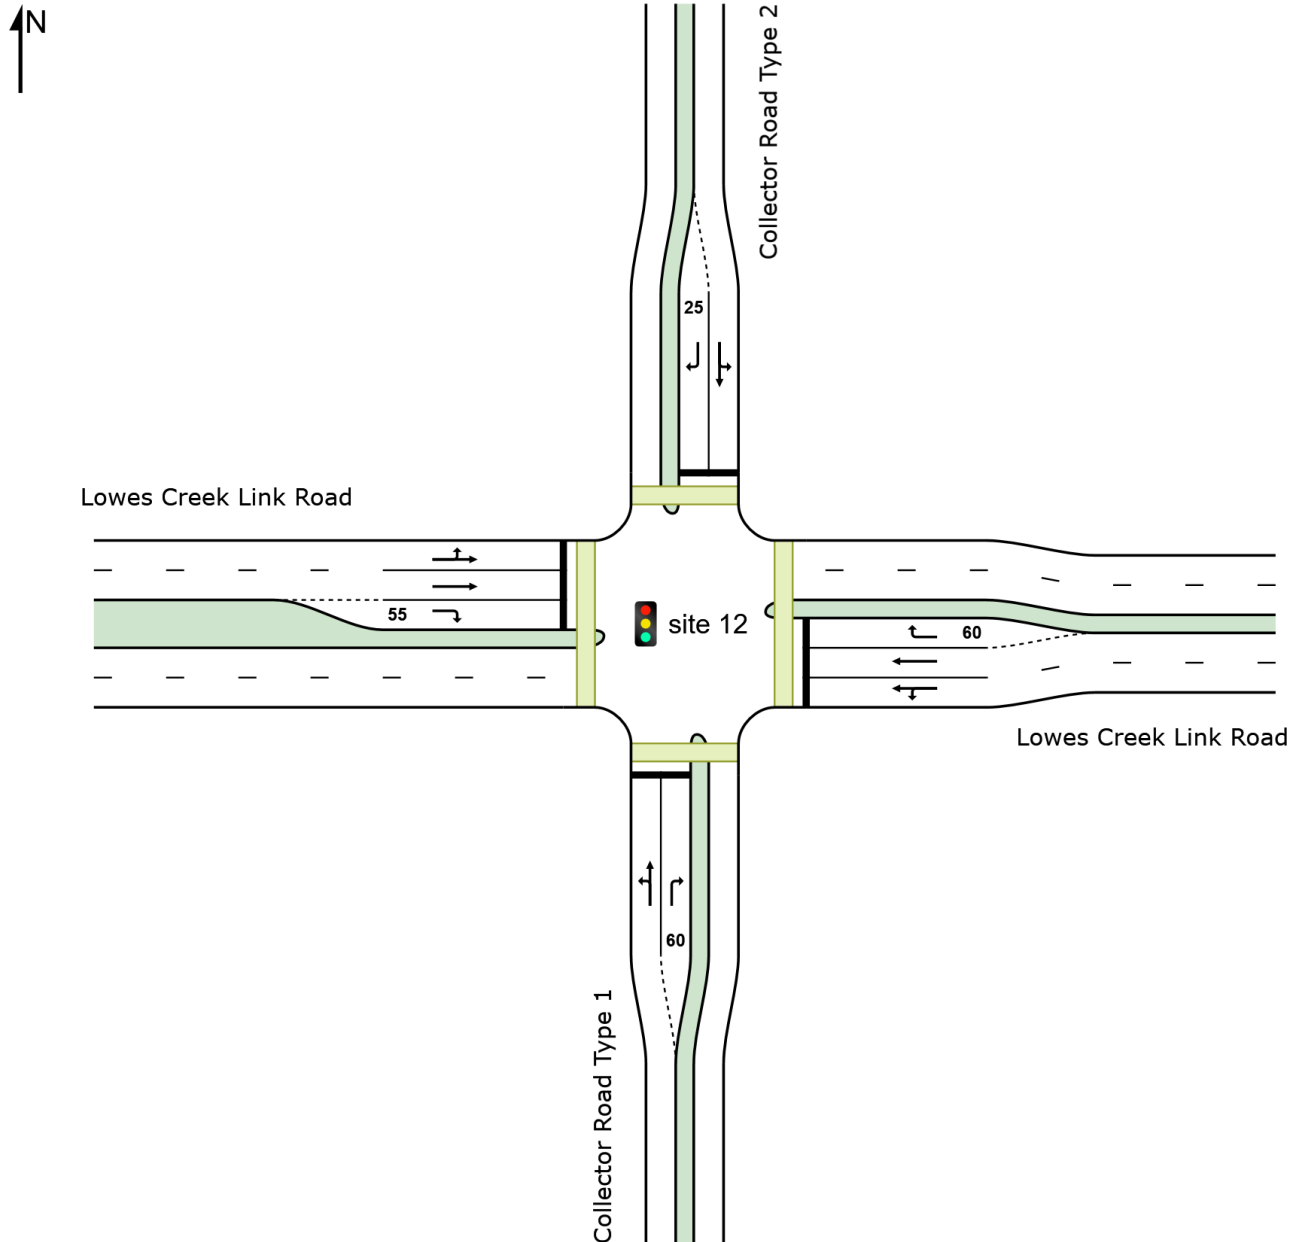 N
Collector Road Type 2
25
Lowes Creek Link Road
55
site 12
60
Lowes Creek Link Road
60
Collector Road Type 1